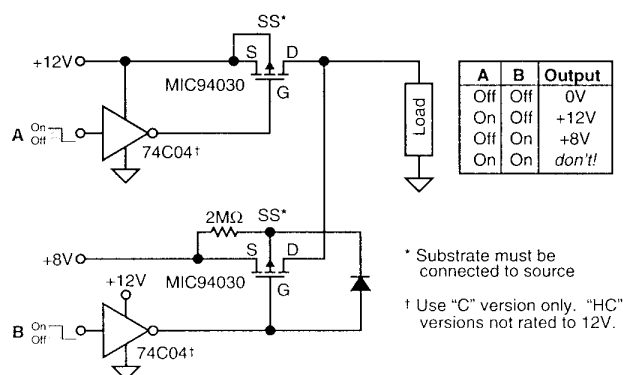 SS*
S D
+12V
MIC94030
G
A On Off
74C04†
Load
A B Output
Off Off 0V
On Off +12V
Off On +8V
On On don't!
2MΩ SS*
S D
+8V
MIC94030
G
+12V
B On Off
74C04†
* Substrate must be
connected to source
† Use "C" version only. "HC"
versions not rated to 12V.